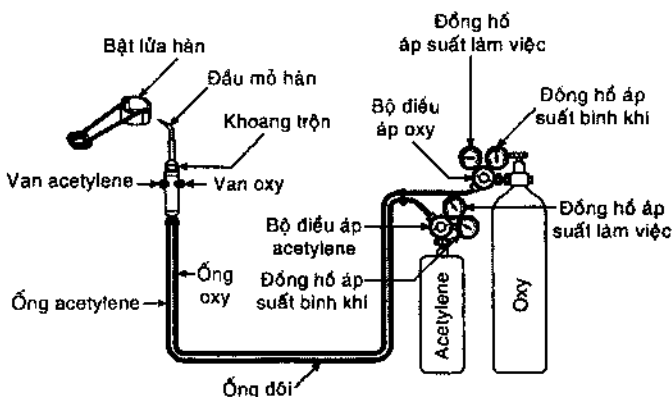 Bật lửa hàn
Đầu mỏ hàn
Khoang trộn
Van acetylene
Van oxy
Đồng hồ
áp suất làm việc
Bộ điều
áp oxy
Đồng hồ áp
suất bình khí
Đồng hồ áp
suất làm việc
Bộ điều áp
acetylene
Đồng hồ áp
suất bình khí
Ống
oxy
Ống acetylene
Ống dôi
Acetylene
Oxy